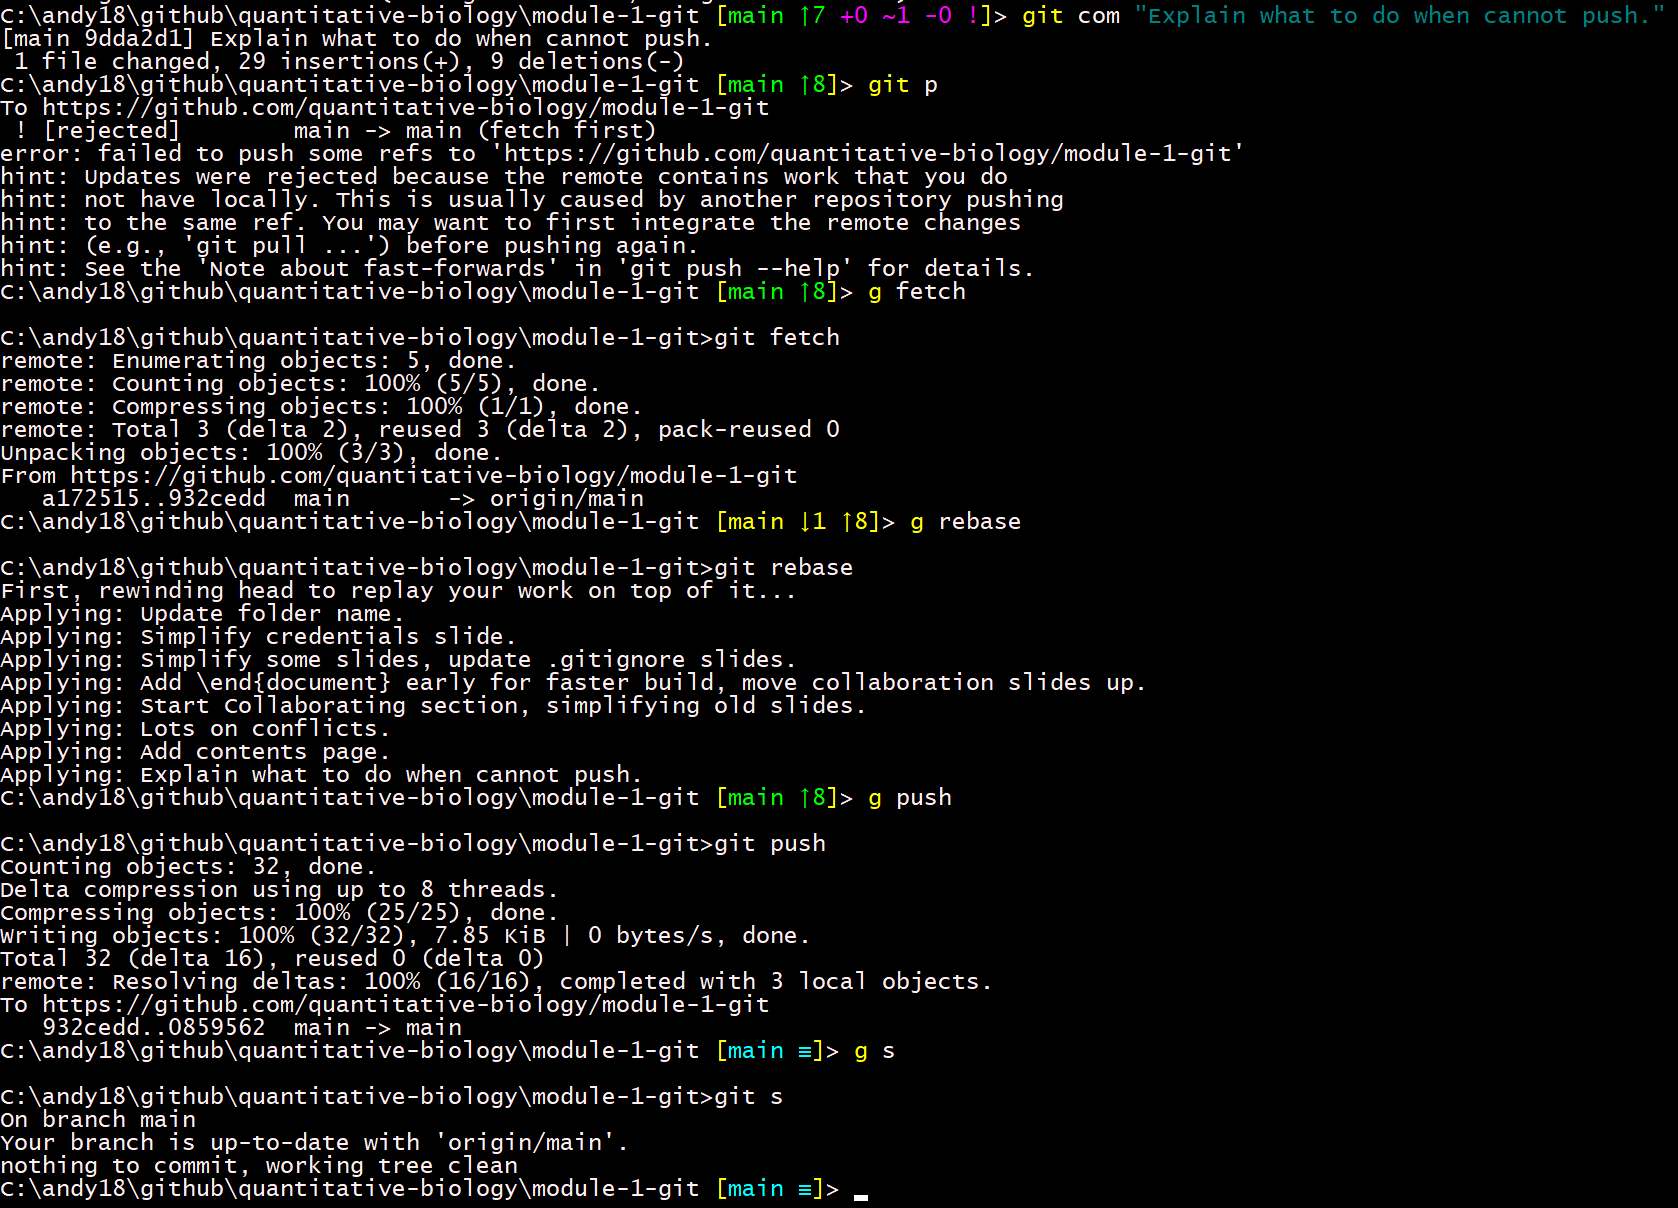 C:\andy18\github\quantitative-biology\module-1-git [main ↑7 +0 ~1 -0 !]> git com "Explain what to do when cannot push."
[main 9dda2d1] Explain what to do when cannot push.
 1 file changed, 29 insertions(+), 9 deletions(-)
C:\andy18\github\quantitative-biology\module-1-git [main ↑8]> git p
To https://github.com/quantitative-biology/module-1-git
 ! [rejected]        main -> main (fetch first)
error: failed to push some refs to 'https://github.com/quantitative-biology/module-1-git'
hint: Updates were rejected because the remote contains work that you do
hint: not have locally. This is usually caused by another repository pushing
hint: to the same ref. You may want to first integrate the remote changes
hint: (e.g., 'git pull ...') before pushing again.
hint: See the 'Note about fast-forwards' in 'git push --help' for details.
C:\andy18\github\quantitative-biology\module-1-git [main ↑8]> g fetch
C:\andy18\github\quantitative-biology\module-1-git>git fetch
remote: Enumerating objects: 5, done.
remote: Counting objects: 100% (5/5), done.
remote: Compressing objects: 100% (1/1), done.
remote: Total 3 (delta 2), reused 3 (delta 2), pack-reused 0
Unpacking objects: 100% (3/3), done.
From https://github.com/quantitative-biology/module-1-git
   a172515..932cedd  main       -> origin/main
C:\andy18\github\quantitative-biology\module-1-git [main ↓1 ↑8]> g rebase
C:\andy18\github\quantitative-biology\module-1-git>git rebase
First, rewinding head to replay your work on top of it...
Applying: Update folder name.
Applying: Simplify credentials slide.
Applying: Simplify some slides, update .gitignore slides.
Applying: Add \end{document} early for faster build, move collaboration slides up.
Applying: Start Collaborating section, simplifying old slides.
Applying: Lots on conflicts.
Applying: Add contents page.
Applying: Explain what to do when cannot push.
C:\andy18\github\quantitative-biology\module-1-git [main ↑8]> g push
C:\andy18\github\quantitative-biology\module-1-git>git push
Counting objects: 32, done.
Delta compression using up to 8 threads.
Compressing objects: 100% (25/25), done.
Writing objects: 100% (32/32), 7.85 KiB | 0 bytes/s, done.
Total 32 (delta 16), reused 0 (delta 0)
remote: Resolving deltas: 100% (16/16), completed with 3 local objects.
To https://github.com/quantitative-biology/module-1-git
   932cedd..0859562  main -> main
C:\andy18\github\quantitative-biology\module-1-git [main ≡]> g s
C:\andy18\github\quantitative-biology\module-1-git>git s
On branch main
Your branch is up-to-date with 'origin/main'.
nothing to commit, working tree clean
C:\andy18\github\quantitative-biology\module-1-git [main ≡]>